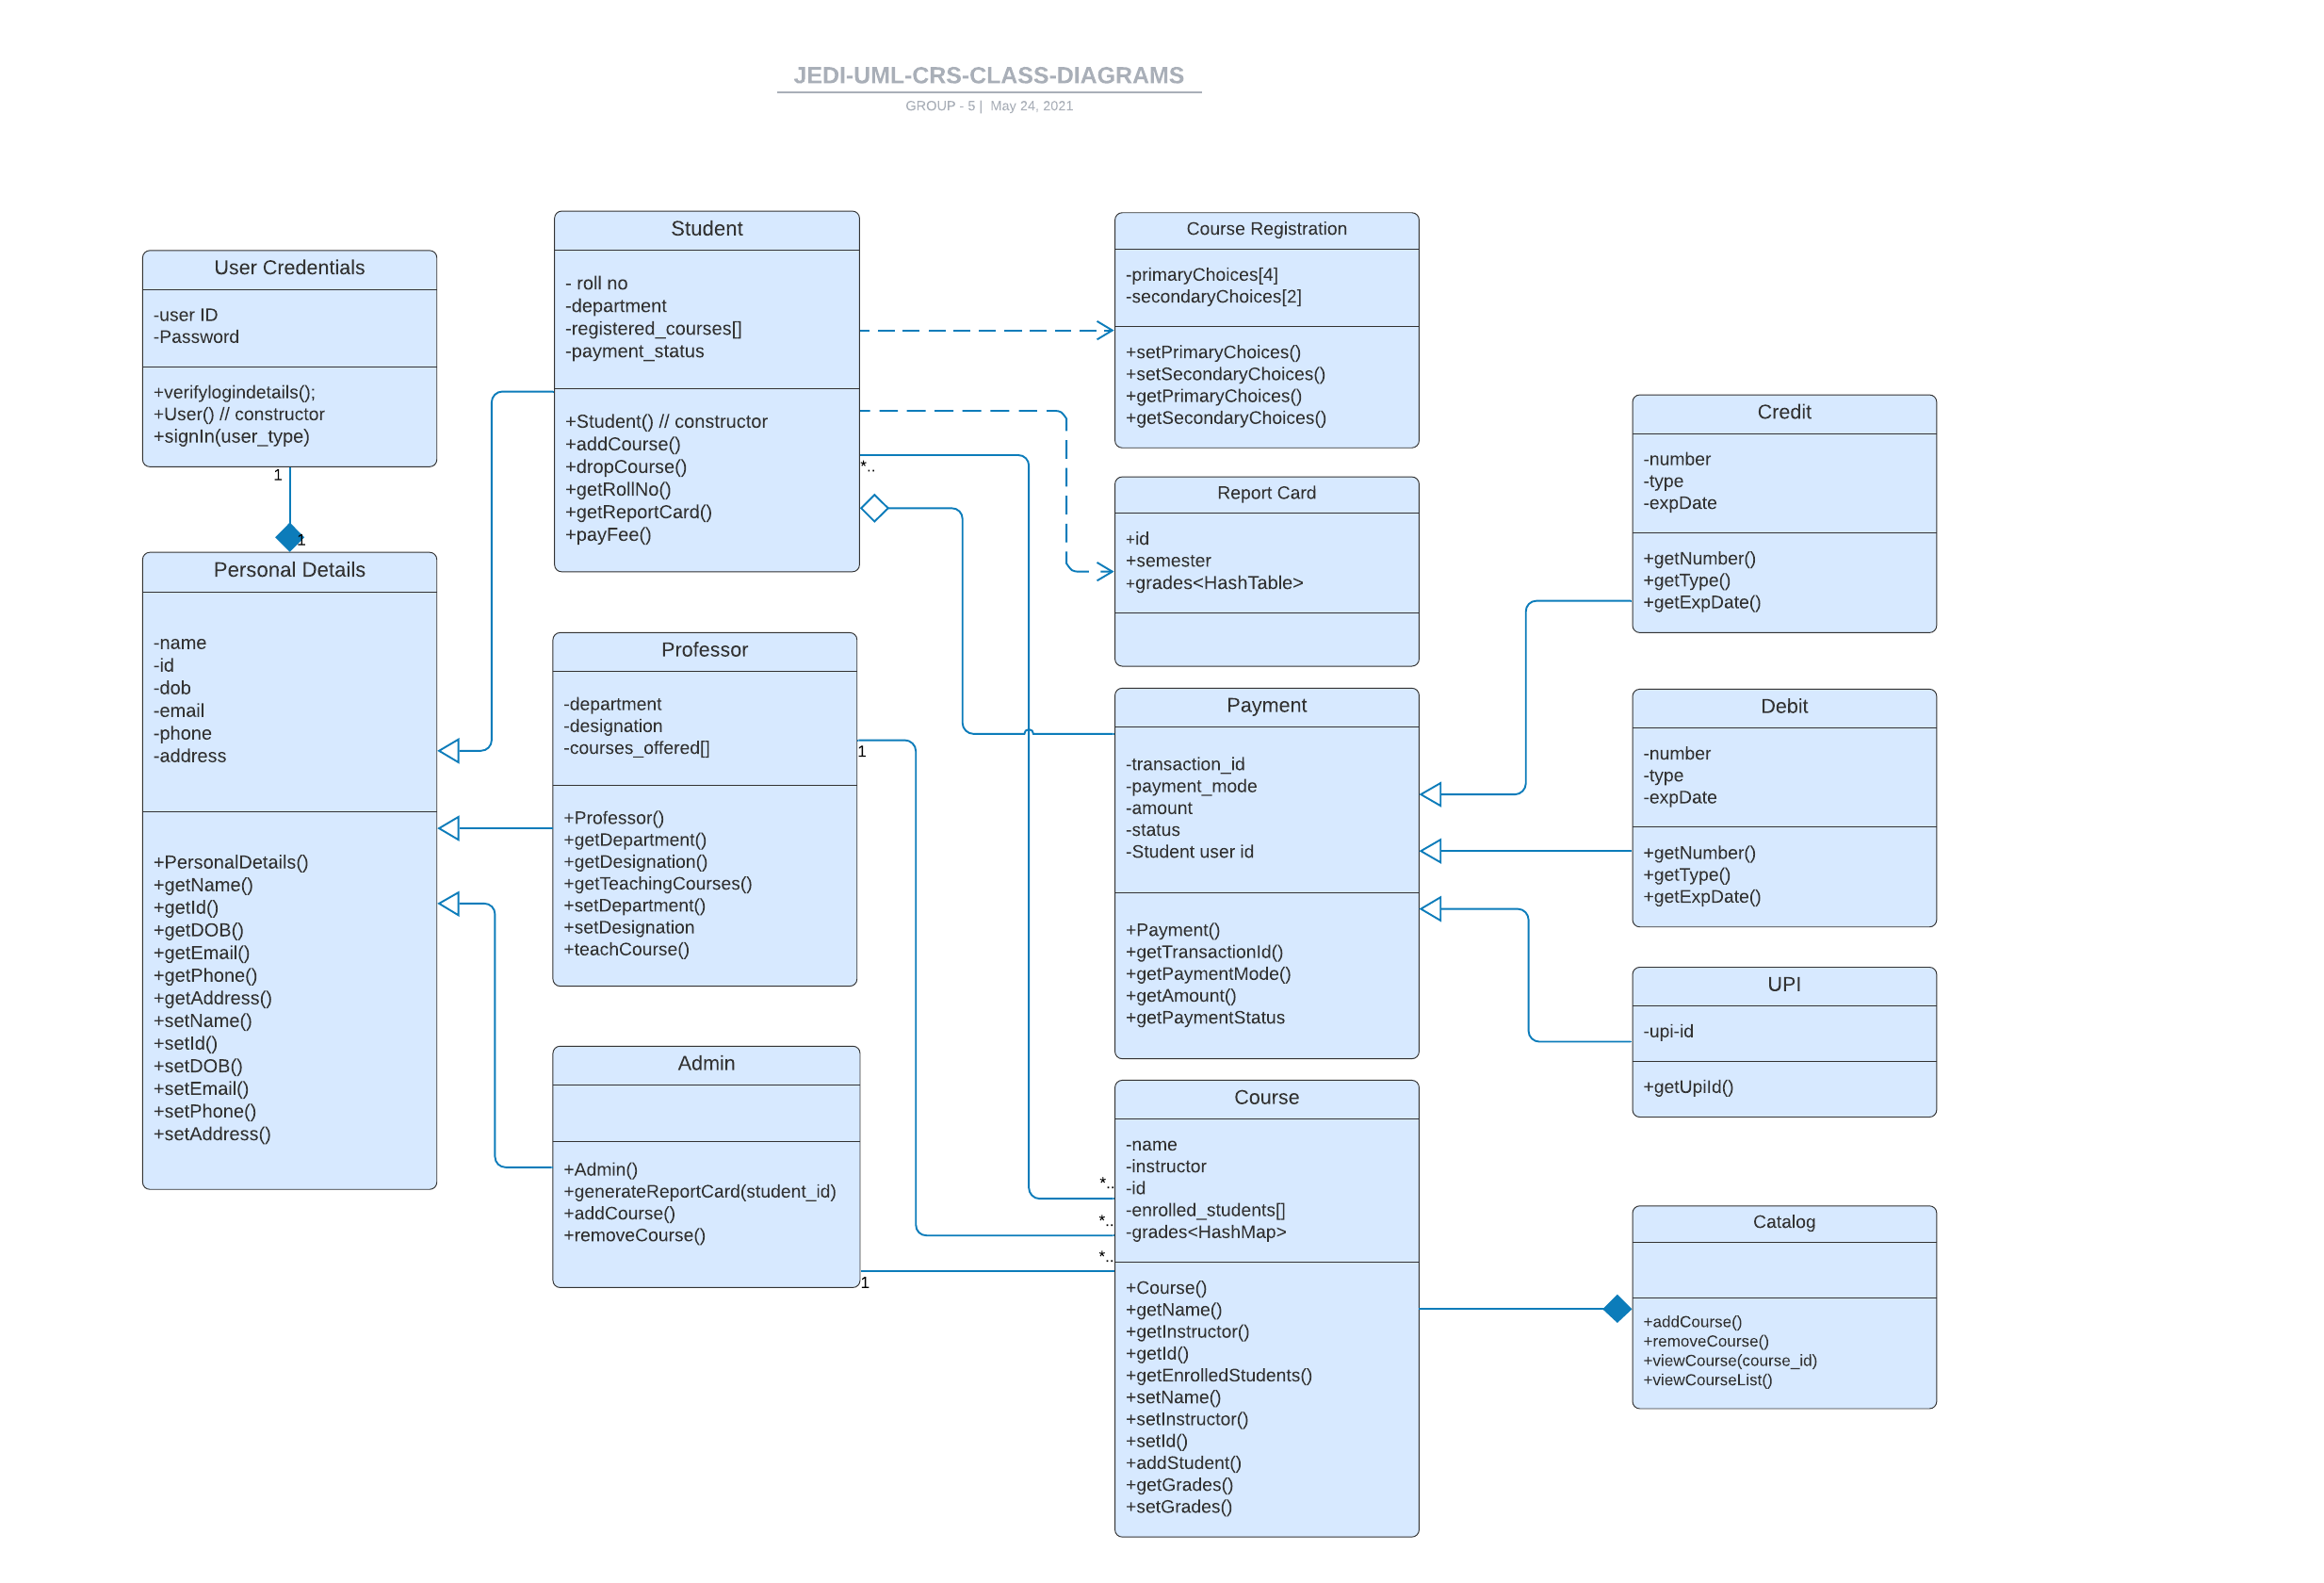 JEDI-UML-CRS-CLASS-DIAGRAMS
GROUP - 5 |  May 24, 2021
User Credentials
-user ID
-Password
+verifylogindetails();
+User() // constructor
+signIn(user_type)
1
1
Personal Details
-name
-id
-dob
-email
-phone
-address
+PersonalDetails()
+getName()
+getId()
+getDOB()
+getEmail()
+getPhone()
+getAddress()
+setName()
+setId()
+setDOB()
+setEmail()
+setPhone()
+setAddress()
Student
- roll no
-department
-registered_courses[]
-payment_status
+Student() // constructor
+addCourse()
+dropCourse()
+getRollNo()
+getReportCard()
+payFee()
*..
Professor
-department
-designation
-courses_offered[]
+Professor()
+getDepartment()
+getDesignation()
+getTeachingCourses()
+setDepartment()
+setDesignation
+teachCourse()
1
Admin
+Admin()
+generateReportCard(student_id)
+addCourse()
+removeCourse()
1
Course Registration
-primaryChoices[4]
-secondaryChoices[2]
+setPrimaryChoices()
+setSecondaryChoices()
+getPrimaryChoices()
+getSecondaryChoices()
Report Card
+id
+semester
+grades<HashTable>
Payment
-transaction_id
-payment_mode
-amount
-status
-Student user id
+Payment()
+getTransactionId()
+getPaymentMode()
+getAmount()
+getPaymentStatus
*..
*..
*..
Course
-name
-instructor
-id
-enrolled_students[]
-grades<HashMap>
+Course()
+getName()
+getInstructor()
+getId()
+getEnrolledStudents()
+setName()
+setInstructor()
+setId()
+addStudent()
+getGrades()
+setGrades()
Credit
-number
-type
-expDate
+getNumber()
+getType()
+getExpDate()
Debit
-number
-type
-expDate
+getNumber()
+getType()
+getExpDate()
UPI
-upi-id
+getUpiId()
Catalog
+addCourse()
+removeCourse()
+viewCourse(course_id)
+viewCourseList()